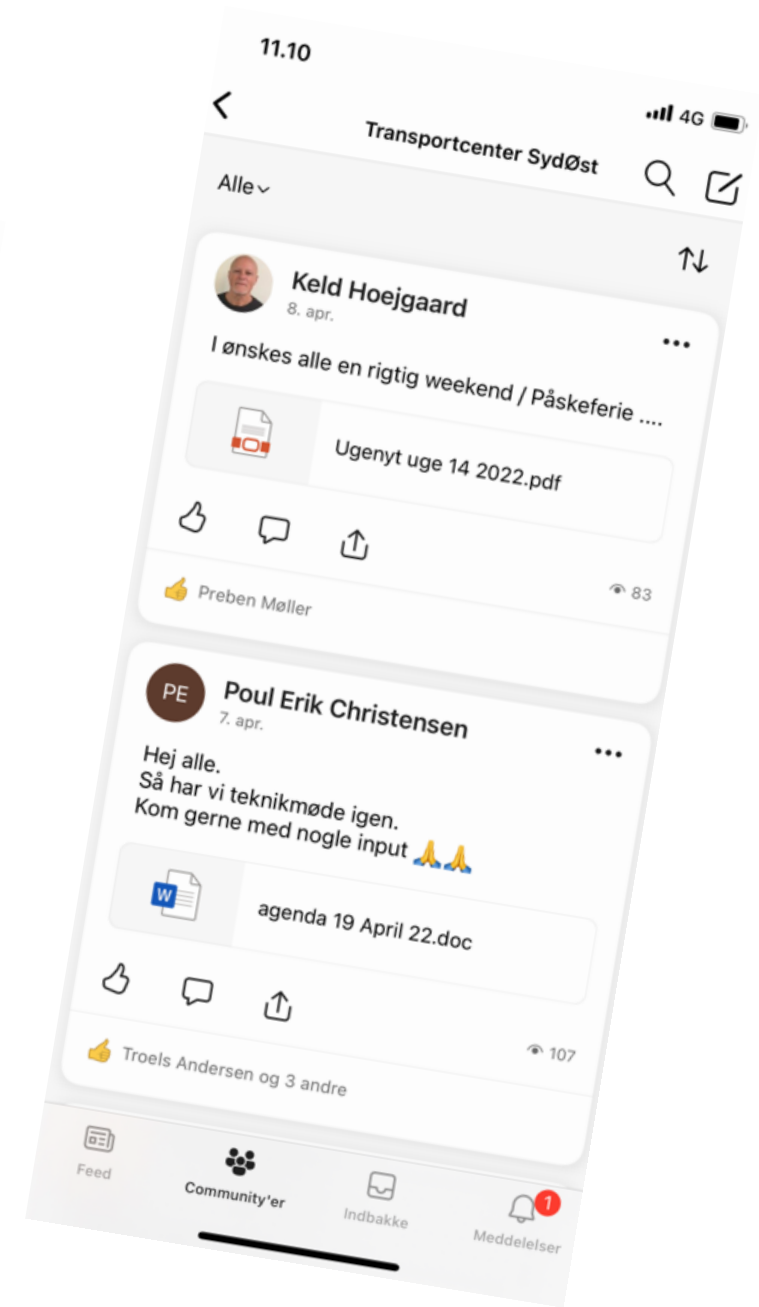 11.10
4G
Transportcenter SydØst
Alle
Keld Hoejgaard
8. apr.
I ønskes alle en rigtig weekend / Påskeferie ....
Ugenyt uge 14 2022.pdf
83
👍 Preben Møller
PE
Poul Erik Christensen
7. apr.
Hej alle.
Så har vi teknikmøde igen.
Kom gerne med nogle input 🙏🙏
W
agenda 19 April 22.doc
107
👍 Troels Andersen og 3 andre
Feed
Community'er
Indbakke
1
Meddelelser